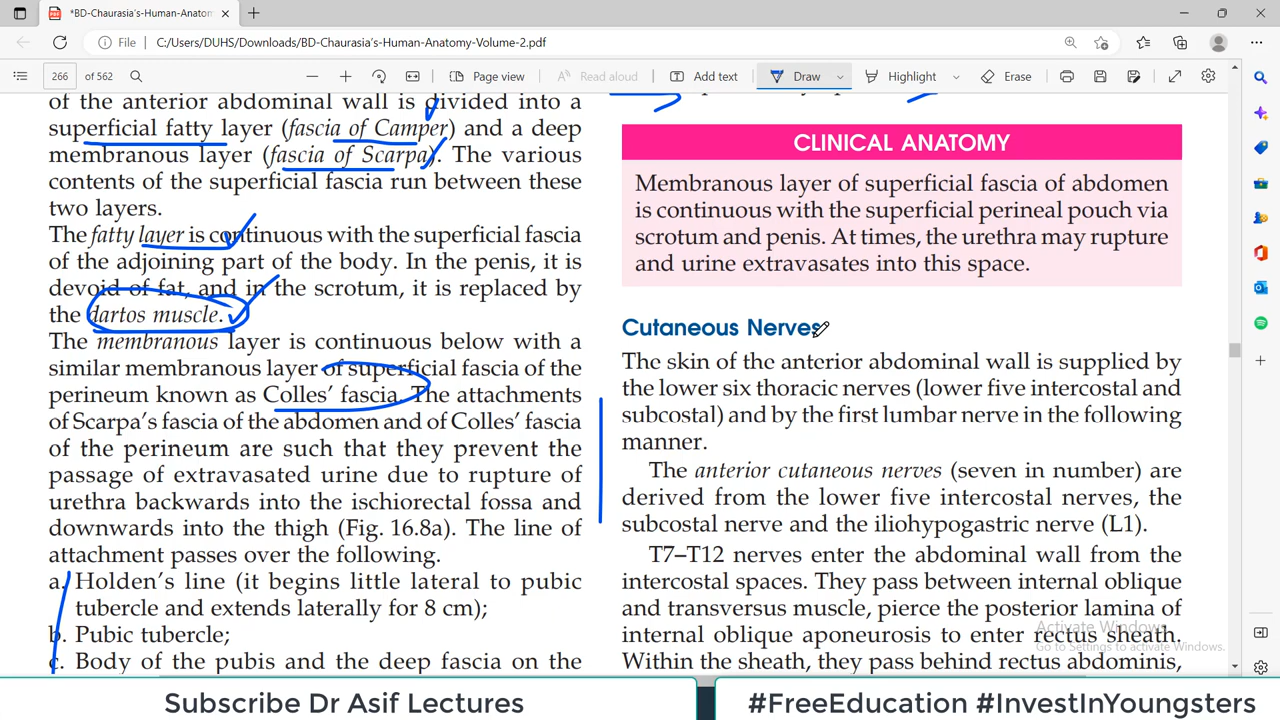 *BD-Chaurasia's-Human-Anatom
File
C:/Users/DUHS/Downloads/BD-Chaurasia's-Human-Anatomy-Volume-2.pdf
266
of 562
Page view
Read aloud
Add text
Draw
Highlight
Erase
of the anterior abdominal wall is divided into a
superficial fatty layer (fascia of Camper) and a deep
membranous layer (fascia of Scarpa). The various
contents of the superficial fascia run between these
two layers.
The fatty layer is continuous with the superficial fascia
of the adjoining part of the body. In the penis, it is
devoid of fat, and in the scrotum, it is replaced by
the dartos muscle.
The membranous layer is continuous below with a
similar membranous layer of superficial fascia of the
perineum known as Colles' fascia. The attachments
of Scarpa's fascia of the abdomen and of Colles' fascia
of the perineum are such that they prevent the
passage of extravasated urine due to rupture of
urethra backwards into the ischiorectal fossa and
downwards into the thigh (Fig. 16.8a). The line of
attachment passes over the following.
a. Holden's line (it begins little lateral to pubic
tubercle and extends laterally for 8 cm);
b. Pubic tubercle;
c. Body of the pubis and the deep fascia on the
CLINICAL ANATOMY
Membranous layer of superficial fascia of abdomen
is continuous with the superficial perineal pouch via
scrotum and penis. At times, the urethra may rupture
and urine extravasates into this space.
Cutaneous Nerves
The skin of the anterior abdominal wall is supplied by
the lower six thoracic nerves (lower five intercostal and
subcostal) and by the first lumbar nerve in the following
manner.
The anterior cutaneous nerves (seven in number) are
derived from the lower five intercostal nerves, the
subcostal nerve and the iliohypogastric nerve (L1).
T7–T12 nerves enter the abdominal wall from the
intercostal spaces. They pass between internal oblique
and transversus muscle, pierce the posterior lamina of
internal oblique aponeurosis to enter rectus sheath.
Within the sheath, they pass behind rectus abdominis,
Activate Windows
Go to Settings to activate Windows.
Subscribe Dr Asif Lectures
#FreeEducation #InvestInYoungsters